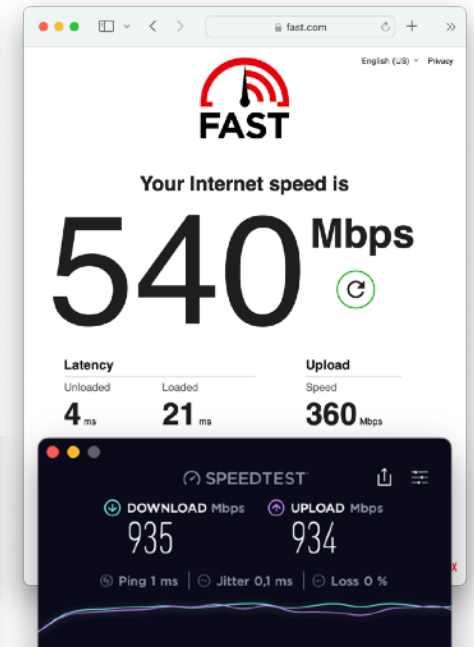 fast.com
English (US) Privacy
FAST
Your Internet speed is
540 Mbps
Latency Upload
Unloaded Loaded Speed
4 ms 21 ms 360 Mbps
SPEEDTEST
DOWNLOAD Mbps UPLOAD Mbps
935 934
Ping 1 ms Jitter 0,1 ms Loss 0 %
X